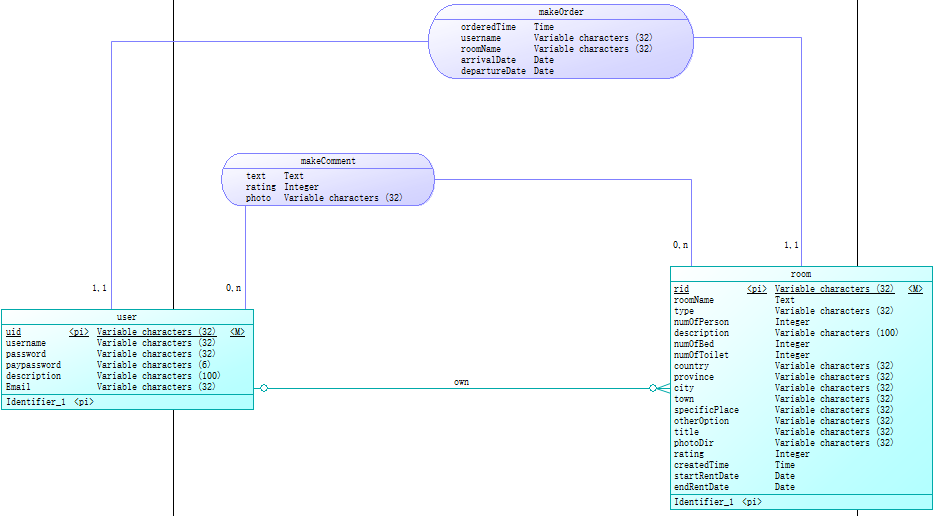 makeOrder
orderedTime Time
username Variable characters (32)
roomName Variable characters (32)
arrivalDate Date
departureDate Date
makeComment
text Text
rating Integer
photo Variable characters (32)
0,n 1,1
1,1 0,n
user
uid <pi> Variable characters (32) <M>
username Variable characters (32)
password Variable characters (32)
paypassword Variable characters (6)
description Variable characters (100)
Email Variable characters (32)
Identifier_1 <pi>
own
room
rid <pi> Variable characters (32) <M>
roomName Text
type Variable characters (32)
numOfPerson Integer
description Variable characters (100)
numOfBed Integer
numOfToilet Integer
country Variable characters (32)
province Variable characters (32)
city Variable characters (32)
town Variable characters (32)
specificPlace Variable characters (32)
otherOption Variable characters (32)
title Variable characters (32)
photoDir Variable characters (32)
rating Integer
createdTime Time
startRentDate Date
endRentDate Date
Identifier_1 <pi>